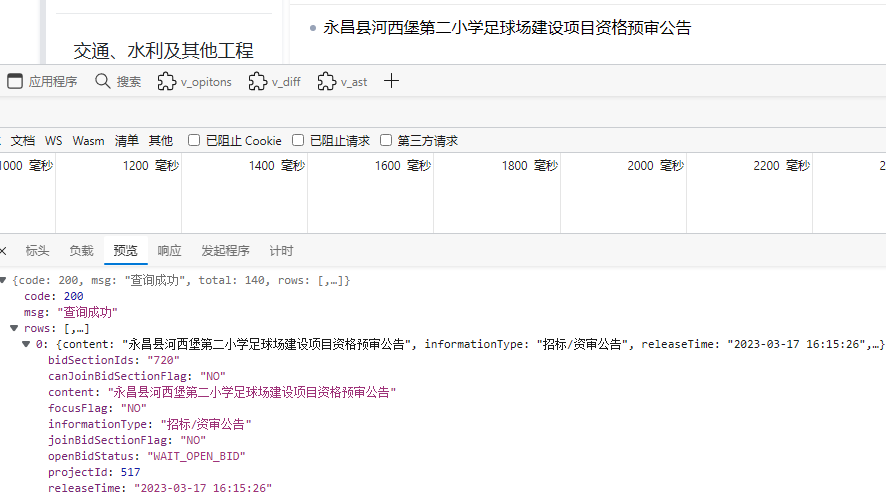 永昌县河西堡第二小学足球场建设项目资格预审公告
交通、水利及其他工程
应用程序 搜索 v_opitons v_diff v_ast
文档 WS Wasm 清单 其他 已阻止 Cookie 已阻止请求 第三方请求
1000 毫秒 1200 毫秒 1400 毫秒 1600 毫秒 1800 毫秒 2000 毫秒 2200 毫秒 2
标头 负载 预览 响应 发起程序 计时
{code: 200, msg: "查询成功", total: 140, rows: [,…]}
code: 200
msg: "查询成功"
rows: [,…]
0: {content: "永昌县河西堡第二小学足球场建设项目资格预审公告", informationType: "招标/资审公告", releaseTime: "2023-03-17 16:15:26",…}
bidSectionIds: "720"
canJoinBidSectionFlag: "NO"
content: "永昌县河西堡第二小学足球场建设项目资格预审公告"
focusFlag: "NO"
informationType: "招标/资审公告"
joinBidSectionFlag: "NO"
openBidStatus: "WAIT_OPEN_BID"
projectId: 517
releaseTime: "2023-03-17 16:15:26"